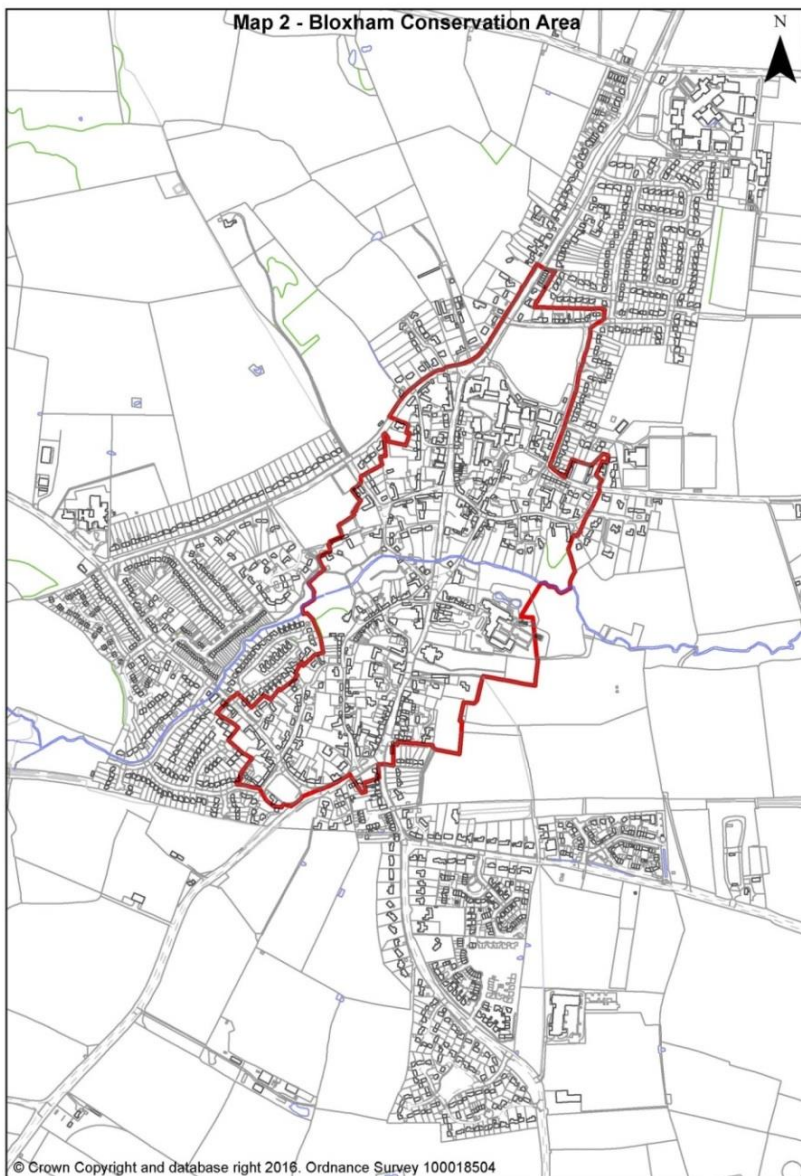 Map 2 - Bloxham Conservation Area
N
© Crown Copyright and database right 2016. Ordnance Survey 100018504